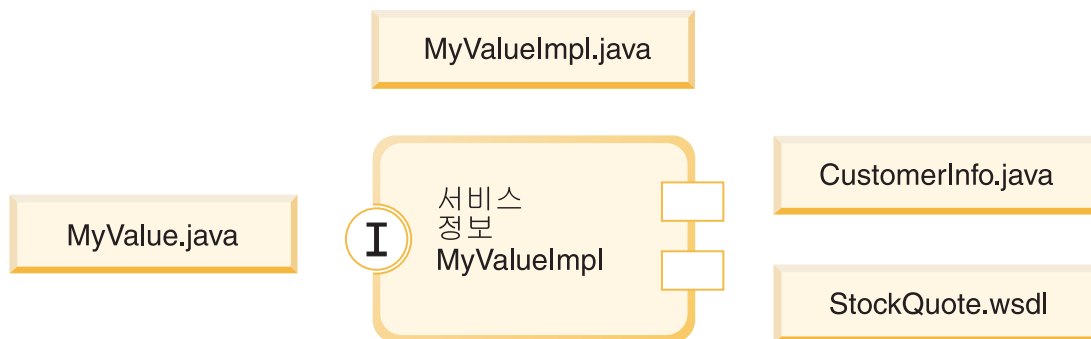 MyValueImpl.java
MyValue.java
I
서비스
정보
MyValueImpl
CustomerInfo.java
StockQuote.wsdl